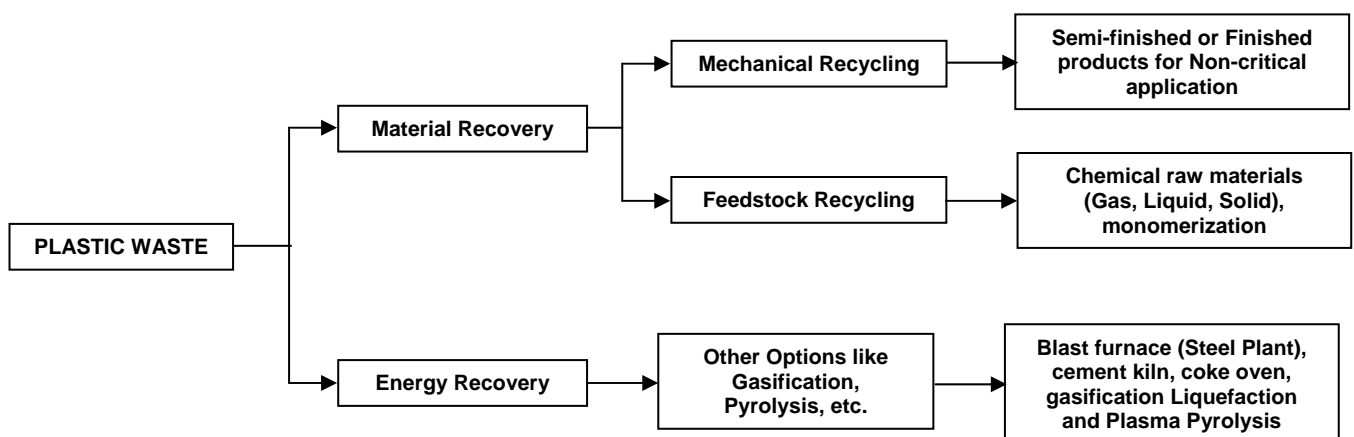 Mechanical Recycling
Semi-finished or Finished
products for Non-critical
application
Material Recovery
Feedstock Recycling
Chemical raw materials
(Gas, Liquid, Solid),
monomerization
PLASTIC WASTE
Energy Recovery
Other Options like
Gasification,
Pyrolysis, etc.
Blast furnace (Steel Plant),
cement kiln, coke oven,
gasification Liquefaction
and Plasma Pyrolysis